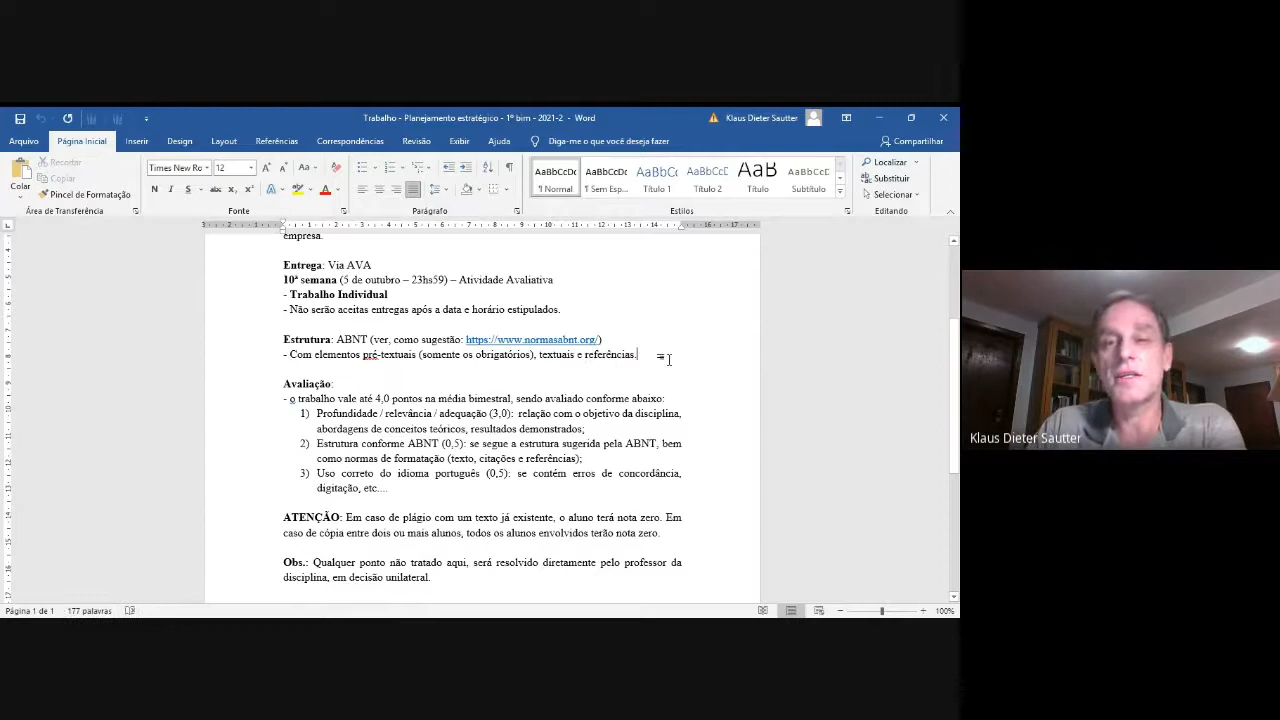 Trabalho - Planejamento estratégico - 1º bim - 2021-2 - Word
Klaus Dieter Sautter
Arquivo
Página Inicial
Inserir
Design
Layout
Referências
Correspondências
Revisão
Exibir
Ajuda
Diga-me o que você deseja fazer
Compartilhar
Colar
Recortar
Copiar
Pincel de Formatação
Times New Ro
12
Aa
N I S abc x₂ x²
AaBbCcDc
AaBbCcDc
AaBbCc
AaBbCcC
AaB
AaBbCcD
¶ Normal
¶ Sem Esp...
Título 1
Título 2
Título
Subtítulo
Localizar
Substituir
Selecionar
Área de Transferência
Fonte
Parágrafo
Estilos
Editando
empresa.
Entrega: Via AVA
10ª semana (5 de outubro – 23hs59) – Atividade Avaliativa
- Trabalho Individual
- Não serão aceitas entregas após a data e horário estipulados.
Estrutura: ABNT (ver, como sugestão: https://www.normasabnt.org/)
- Com elementos pré-textuais (somente os obrigatórios), textuais e referências.
Klaus Dieter Sautter
Avaliação:
- o trabalho vale até 4,0 pontos na média bimestral, sendo avaliado conforme abaixo:
1) Profundidade / relevância / adequação (3,0): relação com o objetivo da disciplina,
abordagens de conceitos teóricos, resultados demonstrados;
2) Estrutura conforme ABNT (0,5): se segue a estrutura sugerida pela ABNT, bem
como normas de formatação (texto, citações e referências);
3) Uso correto do idioma português (0,5): se contém erros de concordância,
digitação, etc....
ATENÇÃO: Em caso de plágio com um texto já existente, o aluno terá nota zero. Em
caso de cópia entre dois ou mais alunos, todos os alunos envolvidos terão nota zero.
Obs.: Qualquer ponto não tratado aqui, será resolvido diretamente pelo professor da
disciplina, em decisão unilateral.
Página 1 de 1
177 palavras
100%